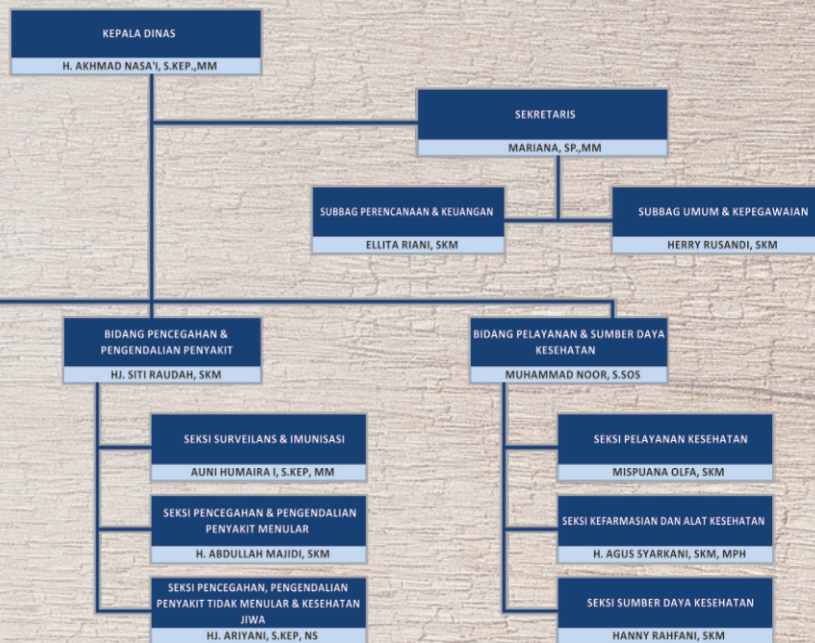 KEPALA DINAS
H. AKHMAD NASA'I, S.KEP.,MM
SEKRETARIS
MARIANA, SP.,MM
SUBBAG PERENCANAAN & KEUANGAN
ELLITA RIANI, SKM
SUBBAG UMUM & KEPEGAWAIAN
HERRY RUSANDI, SKM
BIDANG PENCEGAHAN &
PENGENDALIAN PENYAKIT
HJ. SITI RAUDAH, SKM
SEKSI SURVEILANS & IMUNISASI
AUNI HUMAIRA I, S.KEP, MM
SEKSI PENCEGAHAN & PENGENDALIAN
PENYAKIT MENULAR
H. ABDULLAH MAJIDI, SKM
SEKSI PENCEGAHAN, PENGENDALIAN
PENYAKIT TIDAK MENULAR & KESEHATAN
JIWA
HJ. ARIYANI, S.KEP, NS
BIDANG PELAYANAN & SUMBER DAYA
KESEHATAN
MUHAMMAD NOOR, S.SOS
SEKSI PELAYANAN KESEHATAN
MISPUANA OLFA, SKM
SEKSI KEFARMASIAN DAN ALAT KESEHATAN
H. AGUS SYARKANI, SKM, MPH
SEKSI SUMBER DAYA KESEHATAN
HANNY RAHFANI, SKM